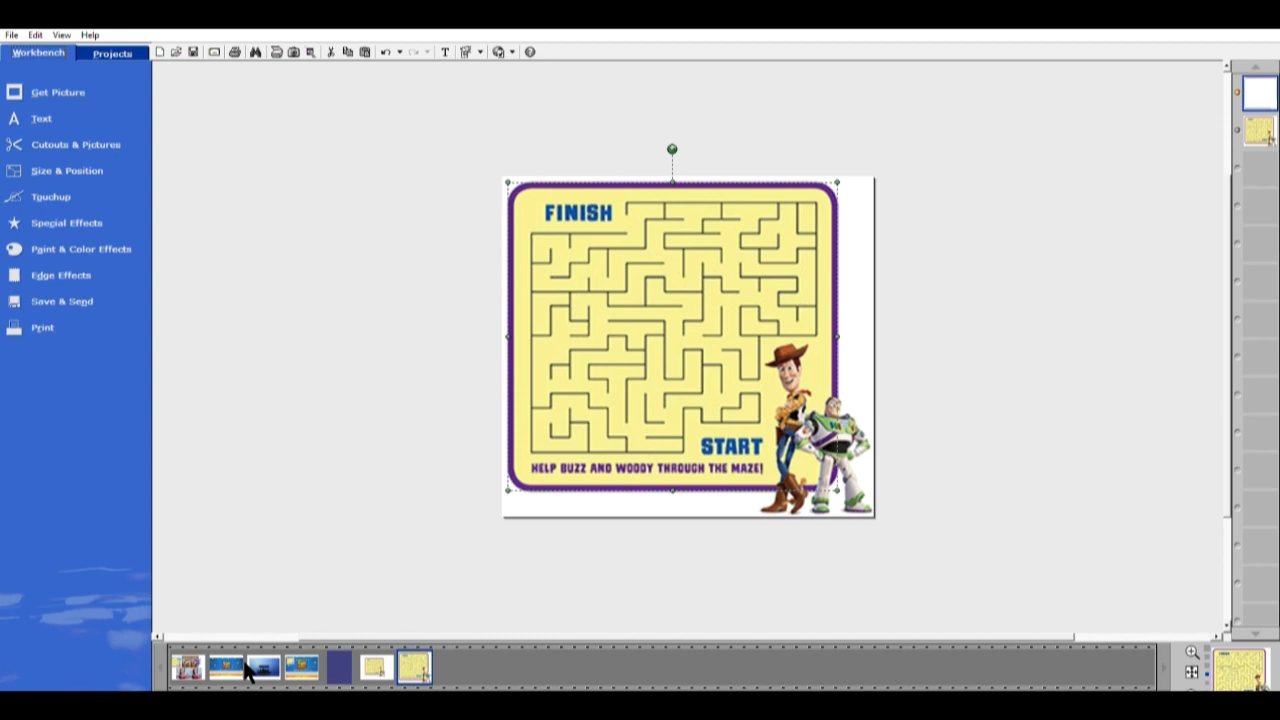 File Edit View Help
Workbench Projects
Get Picture
Text
Cutouts & Pictures
Size & Position
Touchup
Special Effects
Paint & Color Effects
Edge Effects
Save & Send
Print
FINISH
START
HELP BUZZ AND WOODY THROUGH THE MAZE!